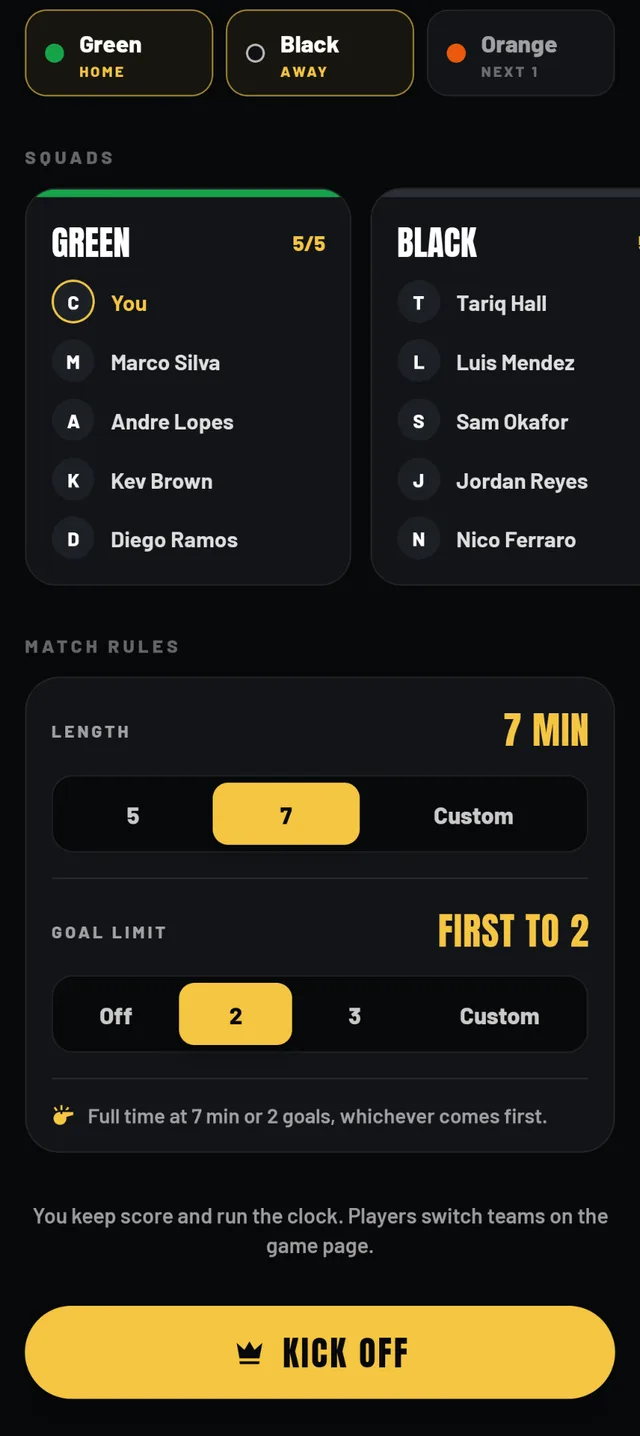 Green
HOME
Black
AWAY
Orange
NEXT 1
SQUADS
GREEN 5/5
C You
M Marco Silva
A Andre Lopes
K Kev Brown
D Diego Ramos
BLACK
T Tariq Hall
L Luis Mendez
S Sam Okafor
J Jordan Reyes
N Nico Ferraro
MATCH RULES
LENGTH 7 MIN
5 7 Custom
GOAL LIMIT FIRST TO 2
Off 2 3 Custom
Full time at 7 min or 2 goals, whichever comes first.
You keep score and run the clock. Players switch teams on the
game page.
KICK OFF